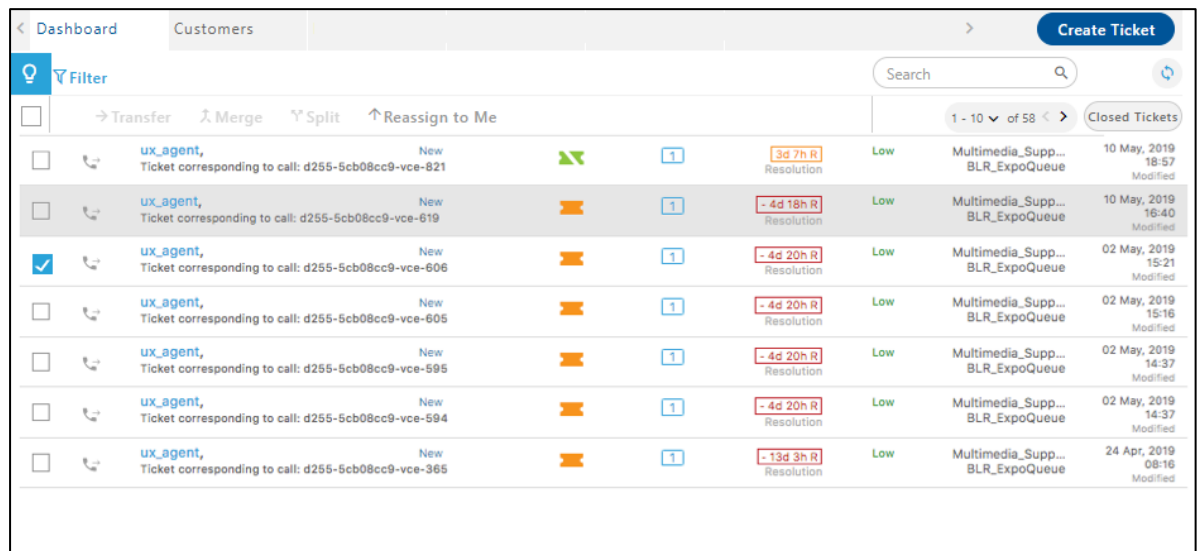 Dashboard Customers Create Ticket
Filter Search
Transfer Merge Split Reassign to Me 1 - 10 of 58 Closed Tickets
ux_agent, New 1 3d 7h R Low Multimedia_Supp... 10 May, 2019
Ticket corresponding to call: d255-5cb08cc9-vce-821 Resolution BLR_ExpoQueue 18:57
Modified
ux_agent, New 1 - 4d 18h R Low Multimedia_Supp... 10 May, 2019
Ticket corresponding to call: d255-5cb08cc9-vce-619 Resolution BLR_ExpoQueue 16:40
Modified
ux_agent, New 1 - 4d 20h R Low Multimedia_Supp... 02 May, 2019
Ticket corresponding to call: d255-5cb08cc9-vce-606 Resolution BLR_ExpoQueue 15:21
Modified
ux_agent, New 1 - 4d 20h R Low Multimedia_Supp... 02 May, 2019
Ticket corresponding to call: d255-5cb08cc9-vce-605 Resolution BLR_ExpoQueue 15:16
Modified
ux_agent, New 1 - 4d 20h R Low Multimedia_Supp... 02 May, 2019
Ticket corresponding to call: d255-5cb08cc9-vce-595 Resolution BLR_ExpoQueue 14:37
Modified
ux_agent, New 1 - 4d 20h R Low Multimedia_Supp... 02 May, 2019
Ticket corresponding to call: d255-5cb08cc9-vce-594 Resolution BLR_ExpoQueue 14:37
Modified
ux_agent, New 1 - 13d 3h R Low Multimedia_Supp... 24 Apr, 2019
Ticket corresponding to call: d255-5cb08cc9-vce-365 Resolution BLR_ExpoQueue 08:16
Modified